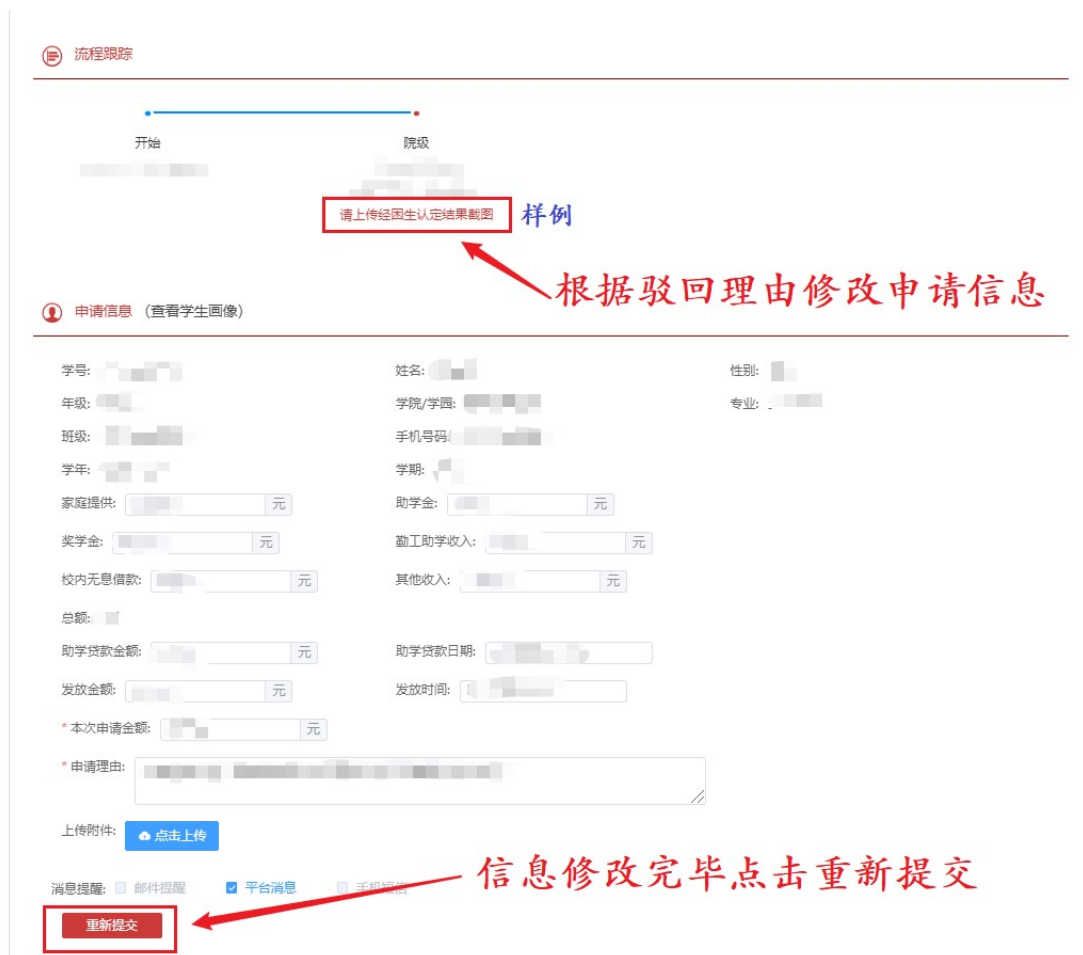 流程跟踪
开始
院级
请上传经困生认定结果截图
样例
根据驳回理由修改申请信息
申请信息 (查看学生画像)
学号: 姓名: 性别:
年级: 学院/学园: 专业:
班级: 手机号码:
学年: 学期:
家庭提供: 元 助学金: 元
奖学金: 元 勤工助学收入: 元
校内无息借款: 元 其他收入: 元
总额:
助学贷款金额: 元 助学贷款日期:
发放金额: 元 发放时间:
* 本次申请金额: 元
* 申请理由:
上传附件: 点击上传
信息修改完毕点击重新提交
消息提醒: 邮件提醒 平台消息 手机短信
重新提交